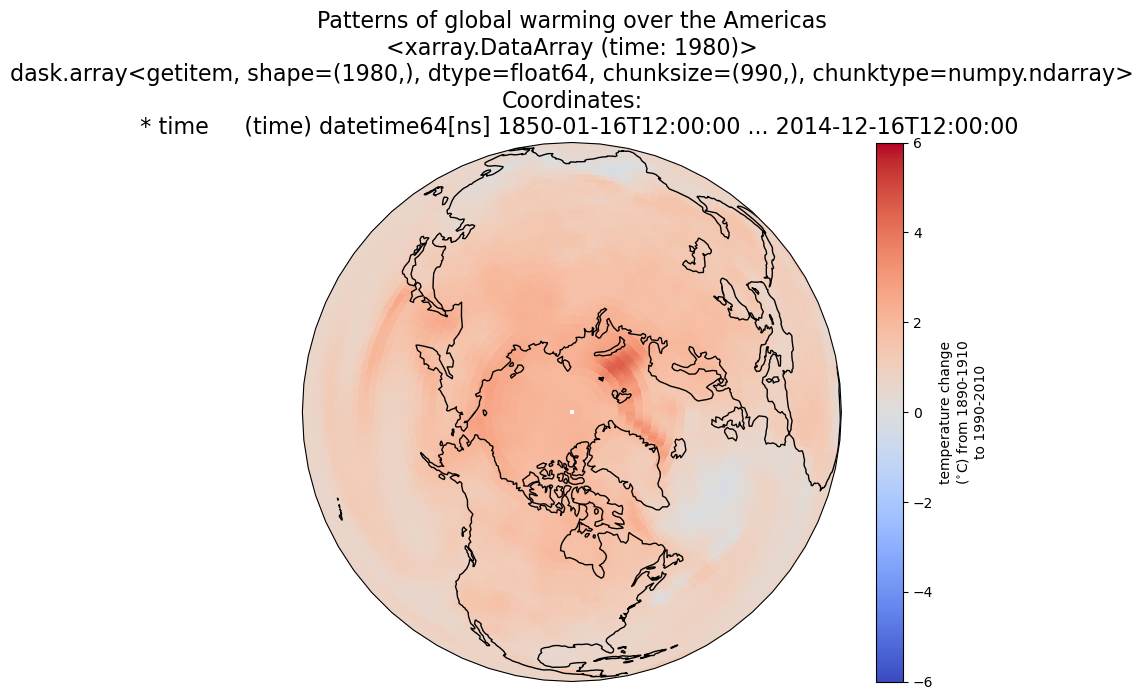 Patterns of global warming over the Americas
<xarray.DataArray (time: 1980)>
dask.array<getitem, shape=(1980,), dtype=float64, chunksize=(990,), chunktype=numpy.ndarray>
Coordinates:
* time     (time) datetime64[ns] 1850-01-16T12:00:00 ... 2014-12-16T12:00:00
6
4
2
0
−2
−4
−6
temperature change
(°C) from 1890-1910
to 1990-2010